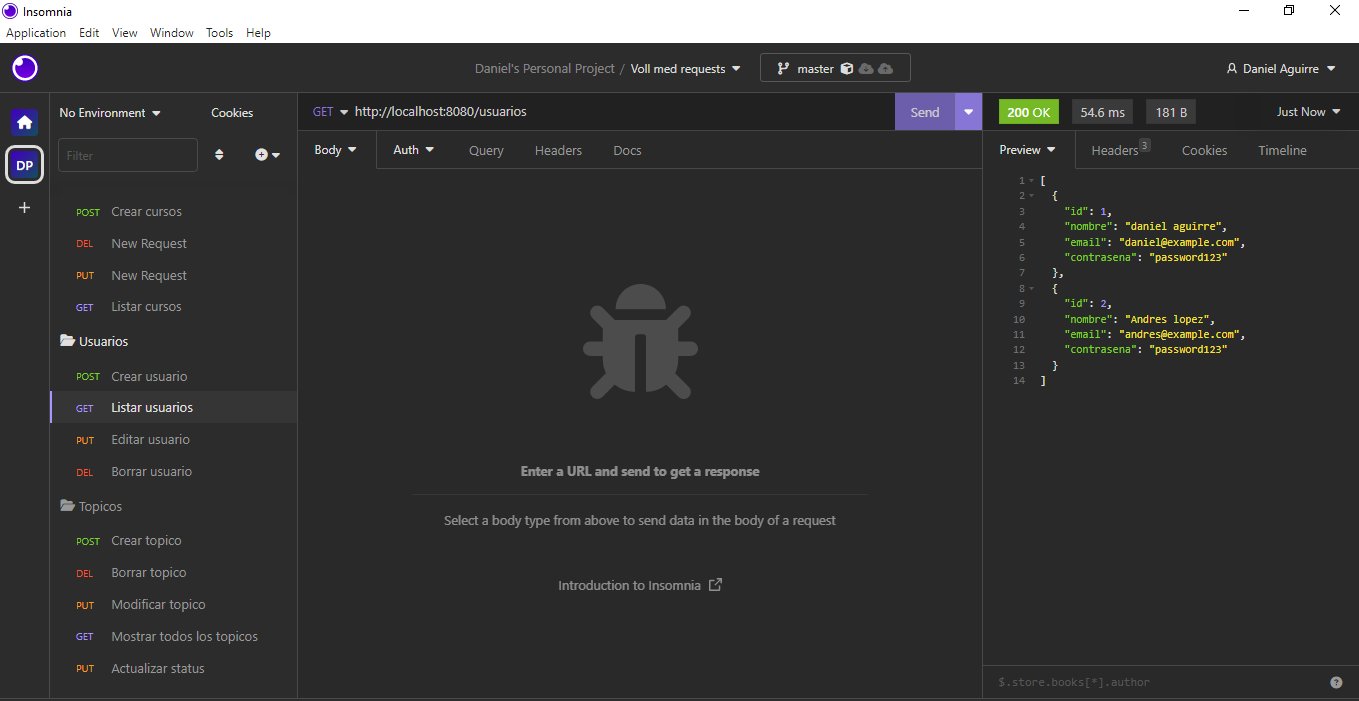 Insomnia
Application Edit View Window Tools Help
Daniel's Personal Project / Voll med requests master Daniel Aguirre
No Environment Cookies
Filter
DP
POST Crear cursos
DEL New Request
PUT New Request
GET Listar cursos
Usuarios
POST Crear usuario
GET Listar usuarios
PUT Editar usuario
DEL Borrar usuario
Topicos
POST Crear topico
DEL Borrar topico
PUT Modificar topico
GET Mostrar todos los topicos
PUT Actualizar status
GET http://localhost:8080/usuarios Send
Body Auth Query Headers Docs
Enter a URL and send to get a response
Select a body type from above to send data in the body of a request
Introduction to Insomnia
200 OK 54.6 ms 181 B Just Now
Preview Headers 3 Cookies Timeline
1 [
2 {
3 "id": 1,
4 "nombre": "daniel aguirre",
5 "email": "daniel@example.com",
6 "contrasena": "password123"
7 },
8 {
9 "id": 2,
10 "nombre": "Andres lopez",
11 "email": "andres@example.com",
12 "contrasena": "password123"
13 }
14 ]
$.store.books[*].author ?